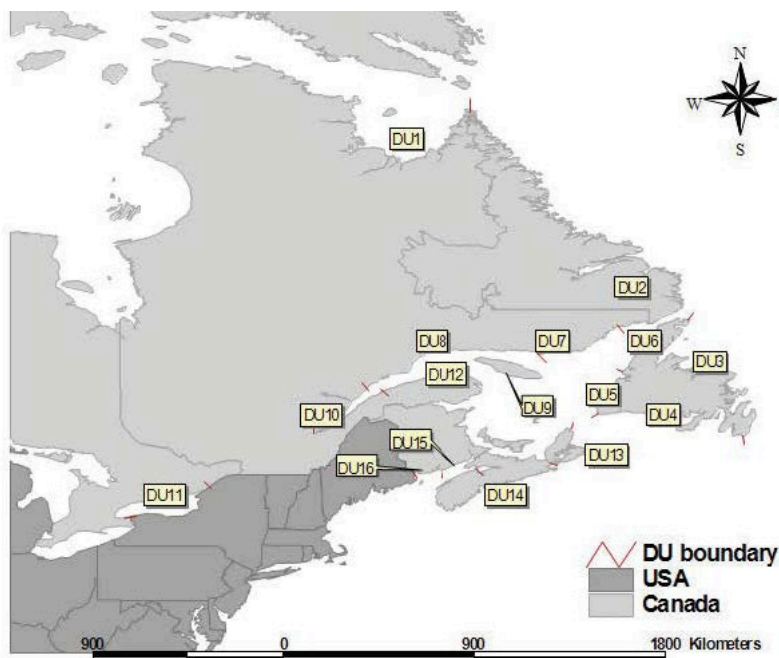 N
W
S
DU1
DU2
DU8
DU7
DU6
DU3
DU12
DU5
DU9
DU4
DU10
DU15
DU13
DU16
DU11
DU14
DU boundary
USA
Canada
900 0 900 1800 Kilometers